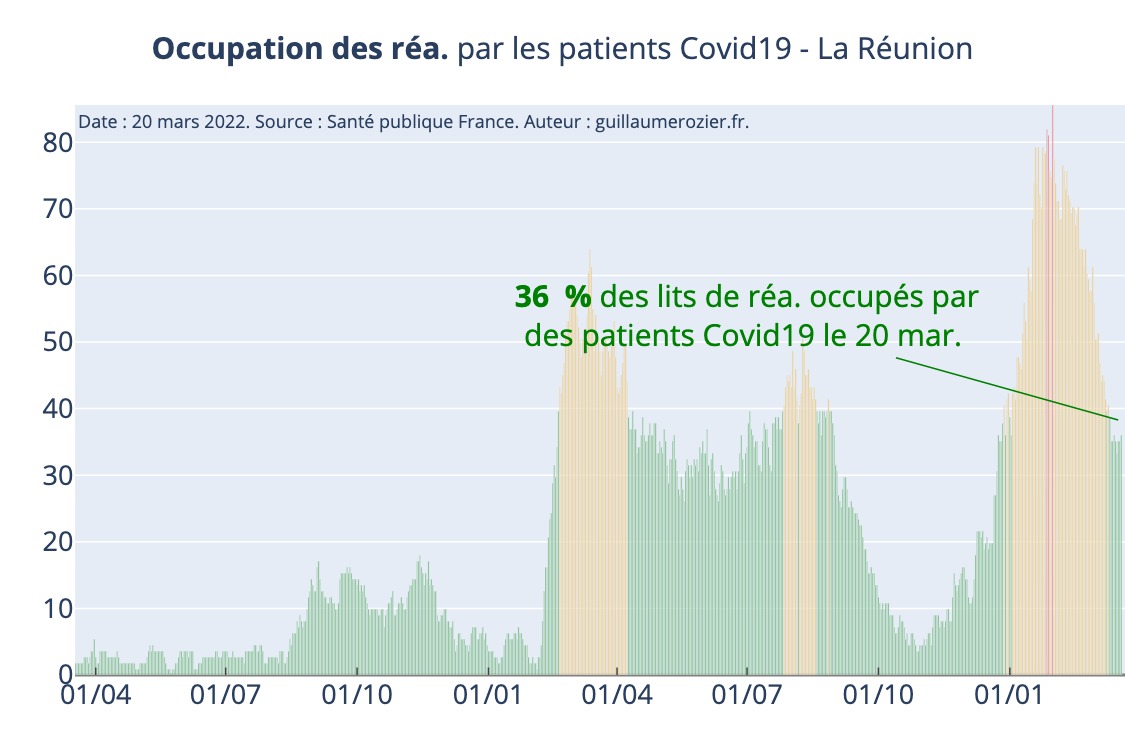 Occupation des réa. par les patients Covid19 - La Réunion
Date : 20 mars 2022. Source : Santé publique France. Auteur : guillaumerozier.fr.
80
70
60
36  % des lits de réa. occupés par
des patients Covid19 le 20 mar.
50
40
30
20
10
0
01/04 01/07 01/10 01/01 01/04 01/07 01/10 01/01